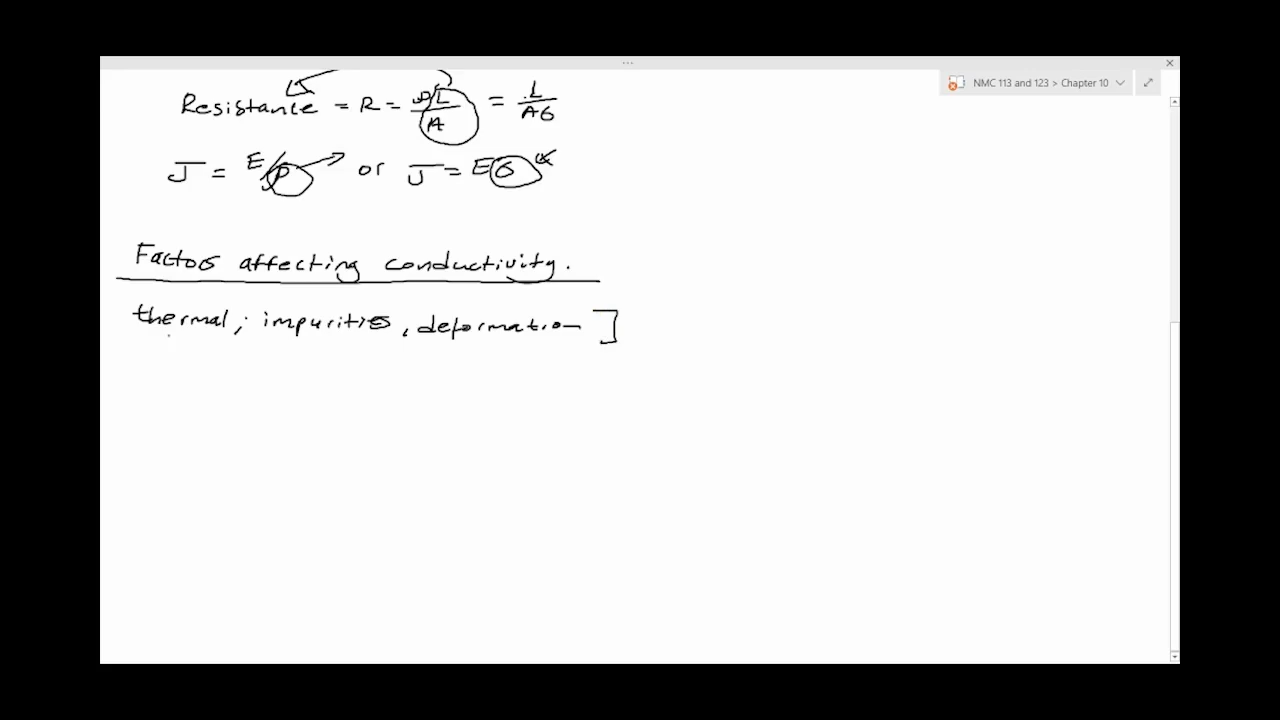 NMC 113 and 123 > Chapter 10
Resistance = R = ρL/A = L/Aσ
J = E/ρ or J = Eσ
Factors affecting conductivity.
thermal, impurities, deformation ]